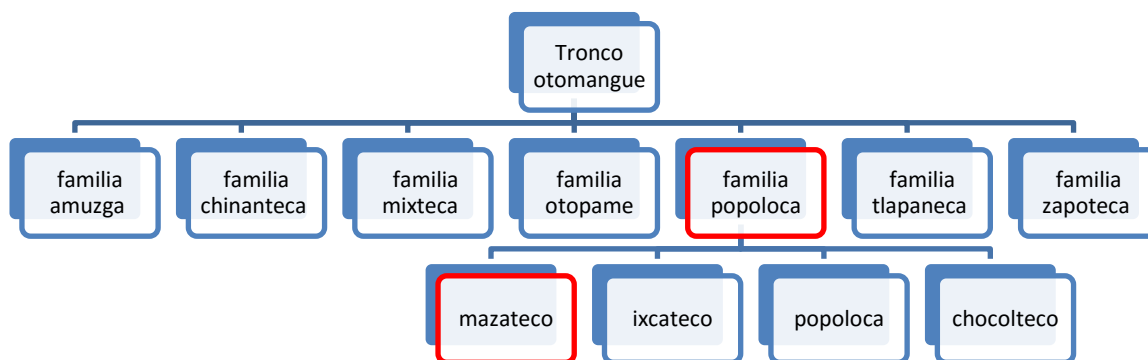 Tronco
otomangue
familia
amuzga
familia
chinanteca
familia
mixteca
familia
otopame
familia
popoloca
familia
tlapaneca
familia
zapoteca
mazateco
ixcateco
popoloca
chocolteco